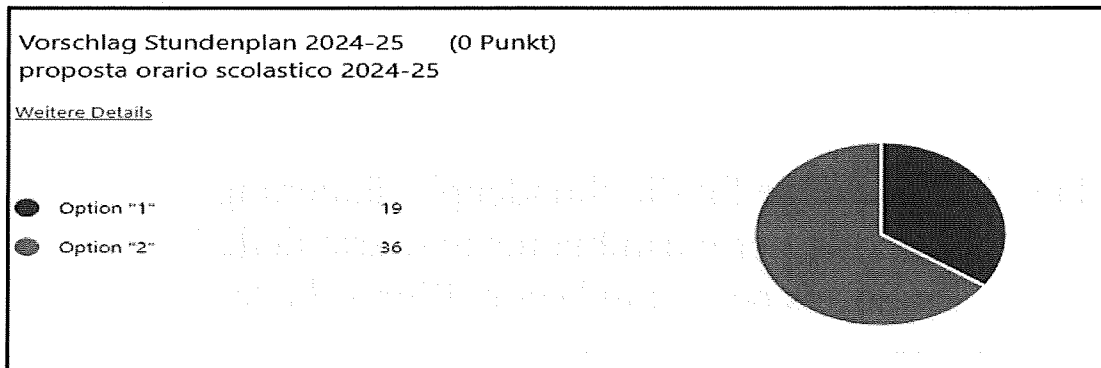 Vorschlag Stundenplan 2024-25 (0 Punkt)
proposta orario scolastico 2024-25
Weitere Details
Option "1" 19
Option "2" 36